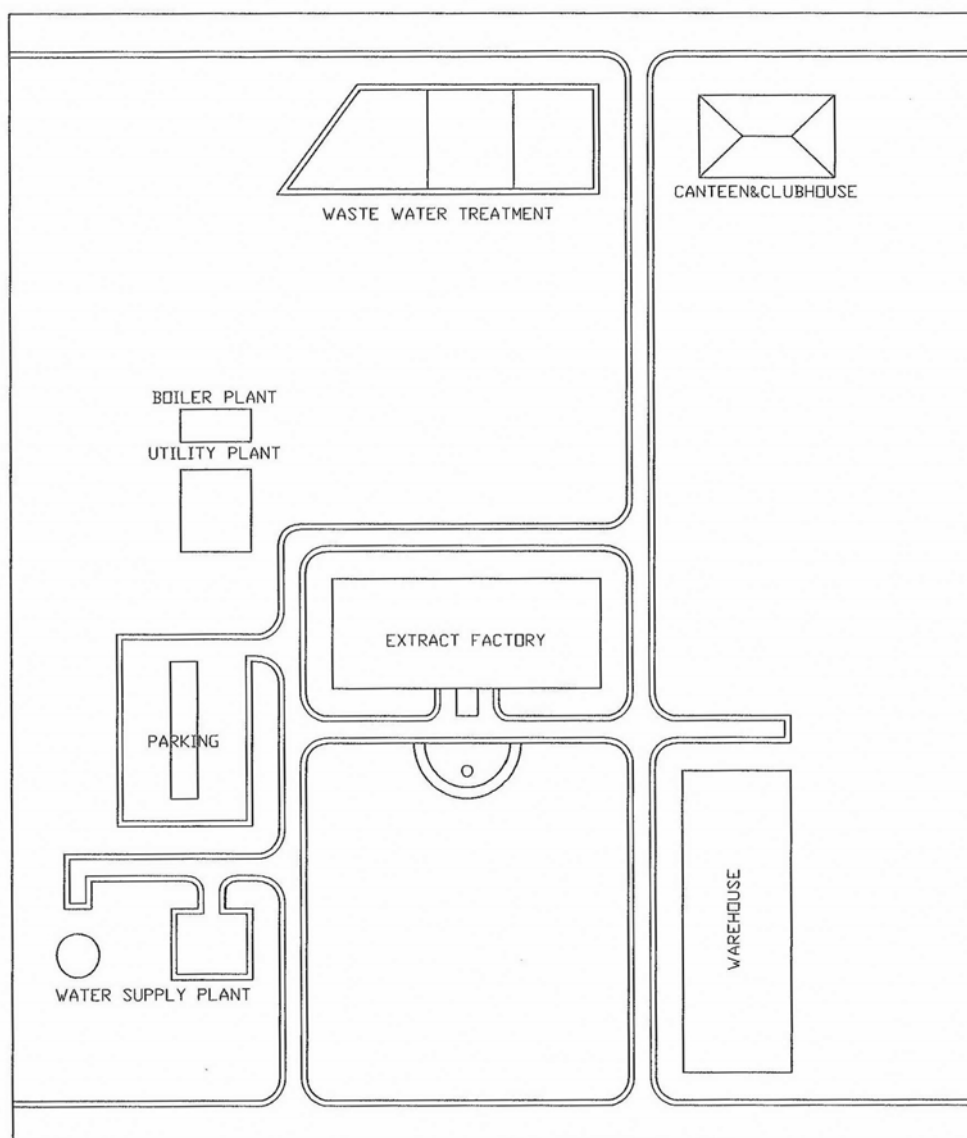 CANTEEN&CLUBHOUSE
WASTE WATER TREATMENT
BOILER PLANT
UTILITY PLANT
EXTRACT FACTORY
PARKING
WAREHOUSE
WATER SUPPLY PLANT